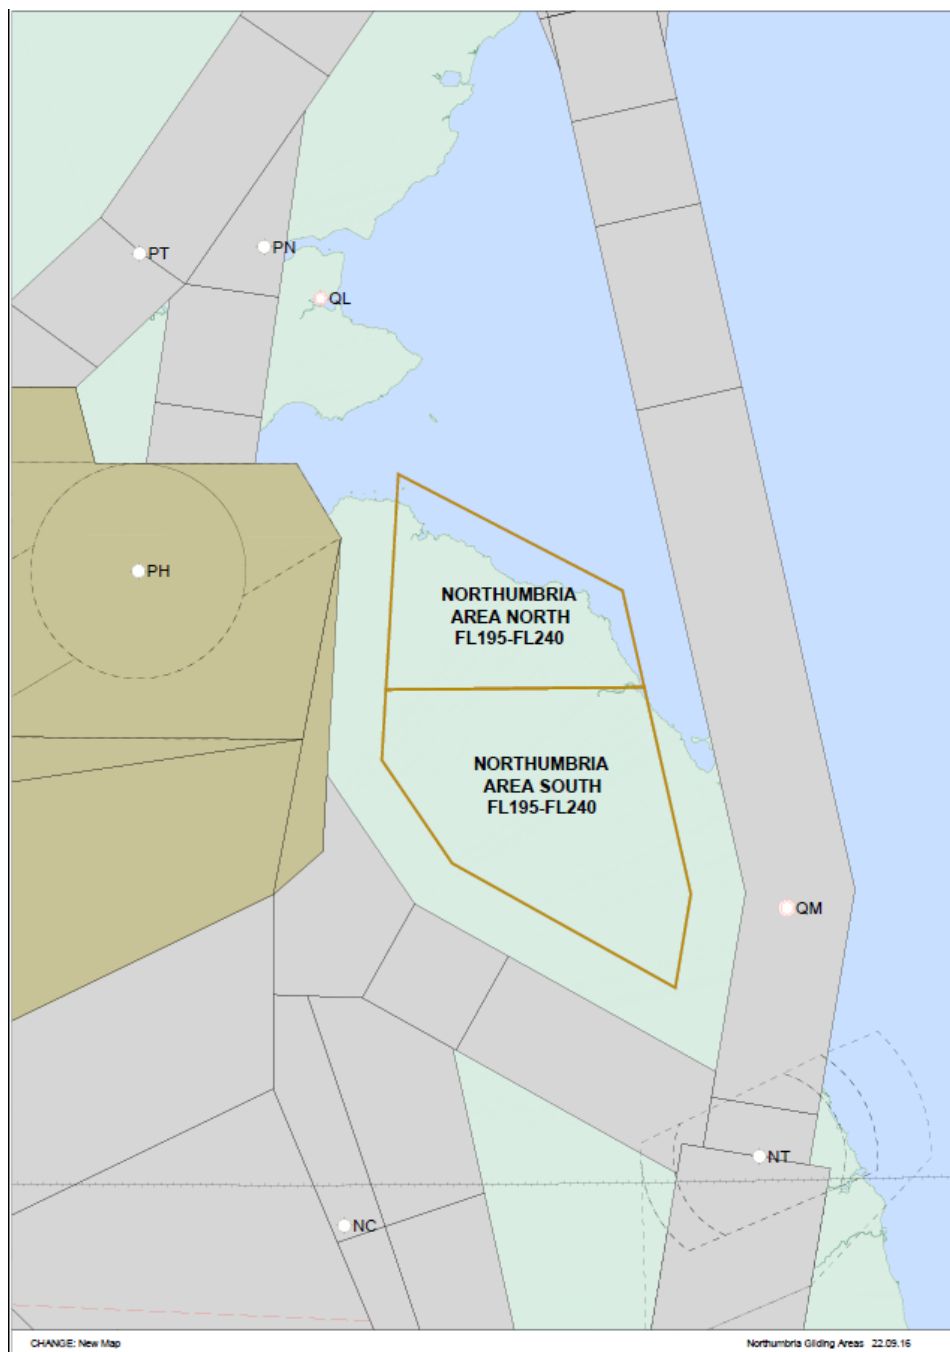 PT
PN
QL
PH
NORTHUMBRIA
AREA NORTH
FL195-FL240
NORTHUMBRIA
AREA SOUTH
FL195-FL240
QM
NT
NC
CHANGE: New Map
Northumbria Gliding Areas 22.09.16